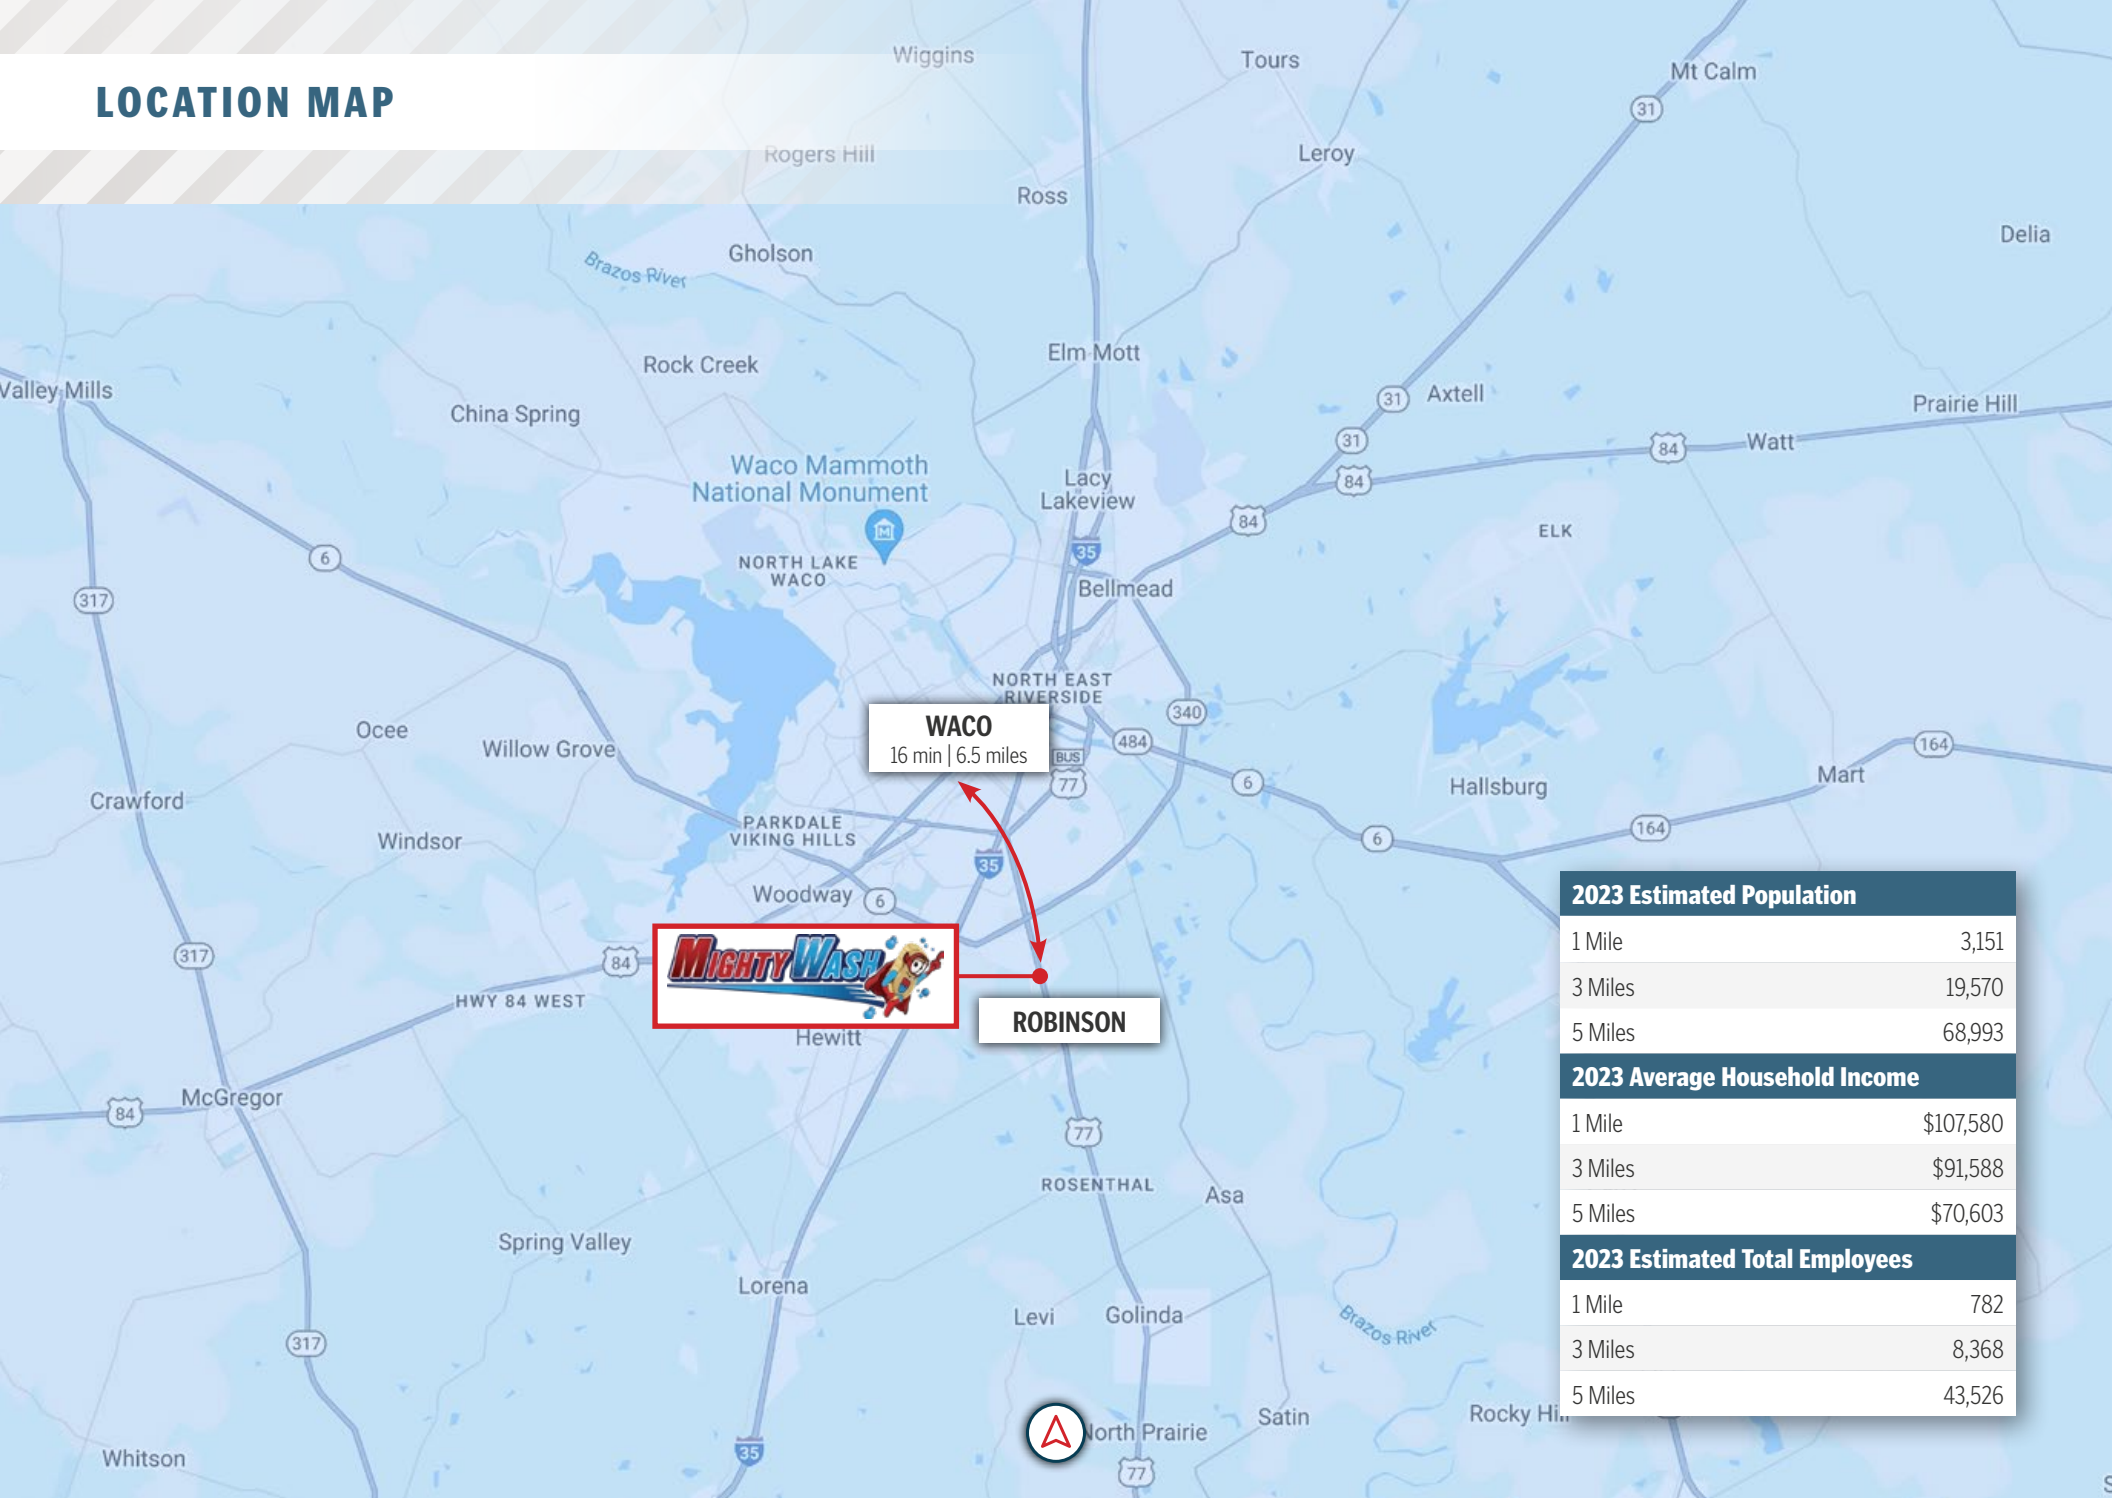 LOCATION MAP
Wiggins
Tours
Mt Calm
31
Rogers Hill
Leroy
Ross
Delia
Gholson
Brazos River
Elm Mott
Rock Creek
Valley Mills
31
Axtell
Prairie Hill
China Spring
31
84
Watt
Waco Mammoth
National Monument
Lacy
Lakeview
84
84
ELK
6
35
NORTH LAKE
WACO
Bellmead
317
NORTH EAST
RIVERSIDE
340
WACO
16 min | 6.5 miles
Ocee
Willow Grove
484
164
BUS
77
6
Mart
Hallsburg
Crawford
PARKDALE
VIKING HILLS
164
Windsor
6
35
Woodway
6
317
84
MIGHTY WASH
HWY 84 WEST
ROBINSON
Hewitt
McGregor
84
77
ROSENTHAL
Asa
Spring Valley
Lorena
Levi
Golinda
Brazos River
317
Satin
Rocky Hil
North Prairie
Whitson
35
77
S
2023 Estimated Population
1 Mile 3,151
3 Miles 19,570
5 Miles 68,993
2023 Average Household Income
1 Mile $107,580
3 Miles $91,588
5 Miles $70,603
2023 Estimated Total Employees
1 Mile 782
3 Miles 8,368
5 Miles 43,526